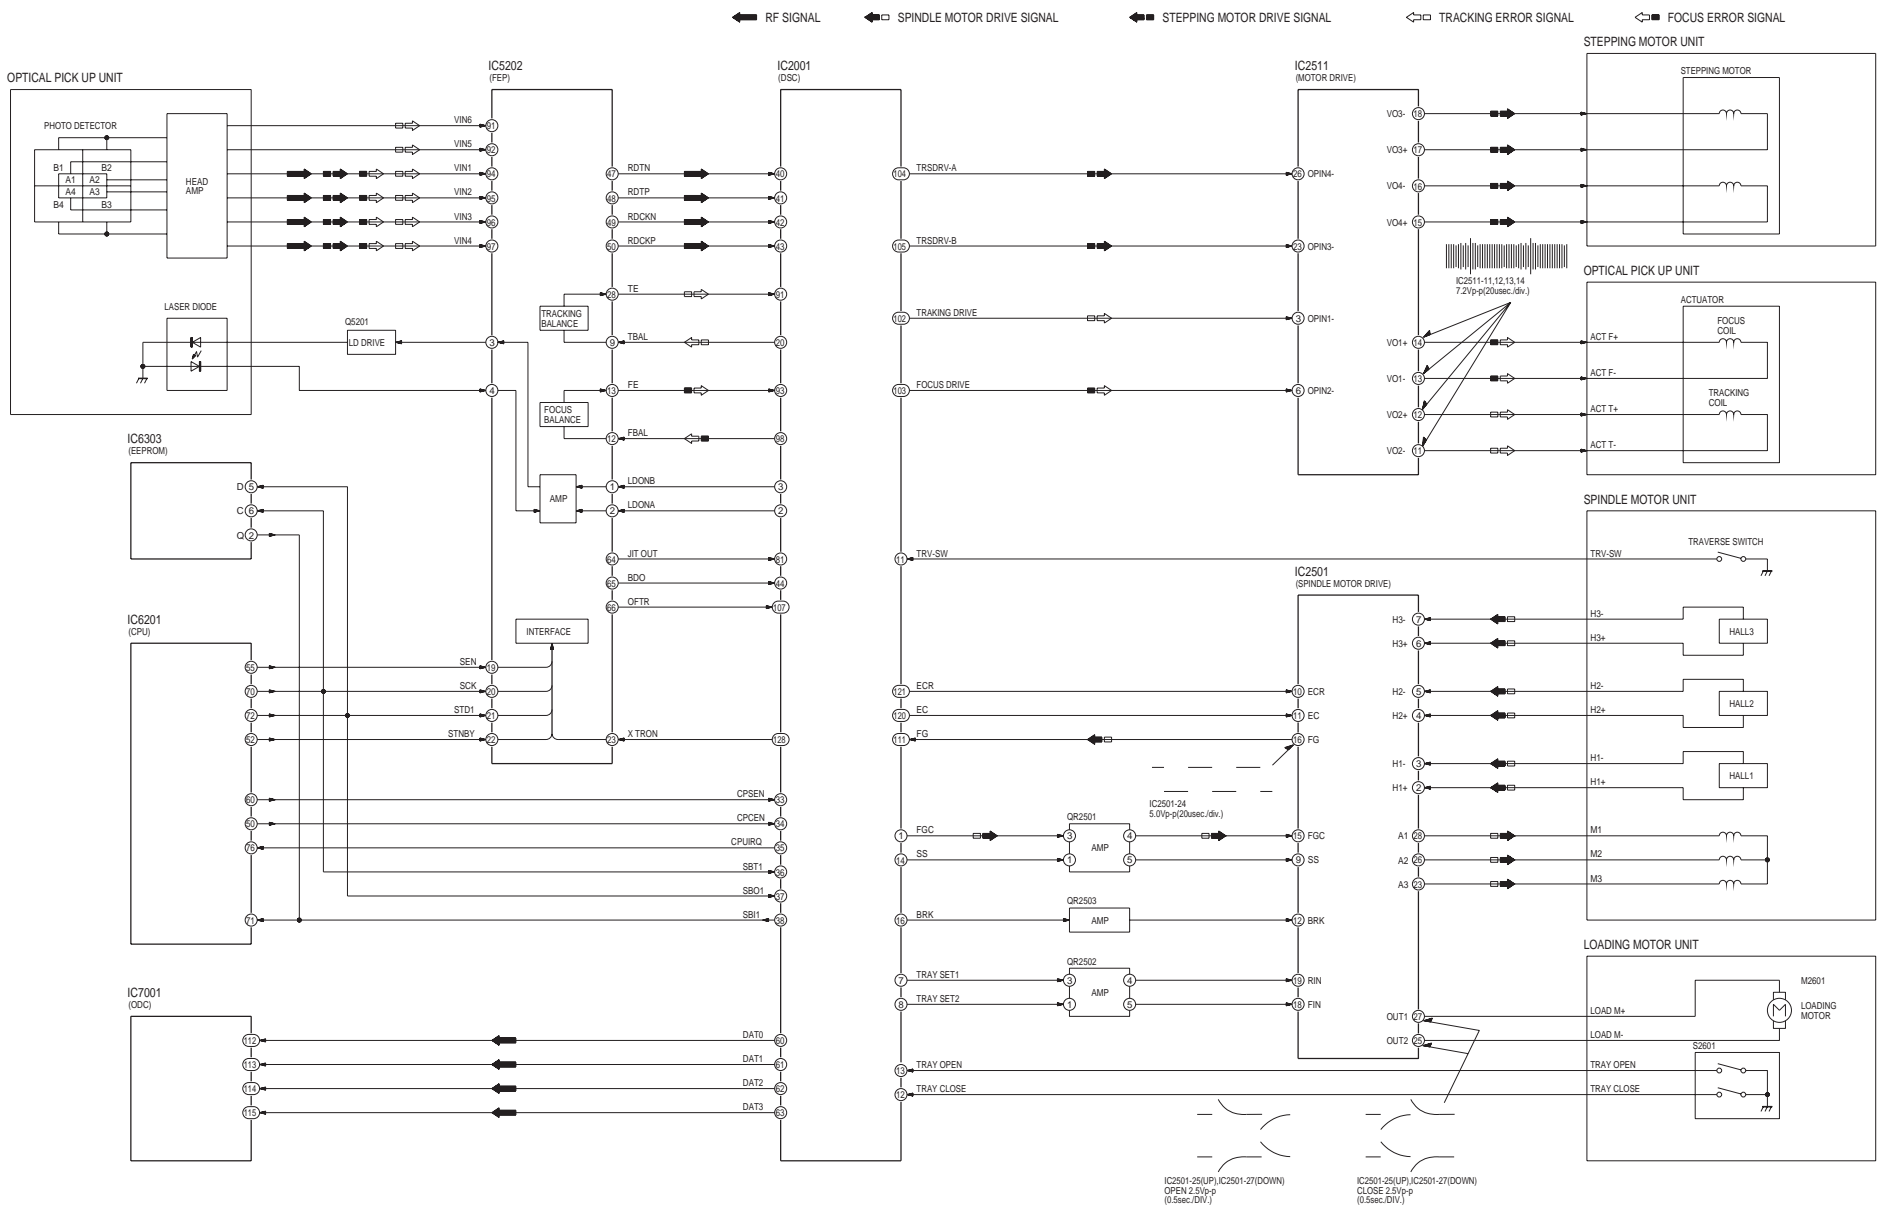 RF SIGNAL
SPINDLE MOTOR DRIVE SIGNAL
STEPPING MOTOR DRIVE SIGNAL
TRACKING ERROR SIGNAL
FOCUS ERROR SIGNAL
OPTICAL PICK UP UNIT
PHOTO DETECTOR
B1
B2
A1
A2
A4
A3
B4
B3
HEAD
AMP
LASER DIODE
Q5201
LD DRIVE
VIN6
VIN5
VIN1
VIN2
VIN3
VIN4
IC5202
(FEP)
91
92
94
95
96
97
3
4
47 RDTN
48 RDTP
49 RDCKN
50 RDCKP
28 TE
TRACKING
BALANCE
9 TBAL
13 FE
FOCUS
BALANCE
12 FBAL
AMP
1 LDONB
2 LDONA
64 JIT OUT
65 BDO
66 OFTR
INTERFACE
SEN 19
SCK 20
STD1 21
STNBY 22
23 X TRON
IC6303
(EEPROM)
D 5
C 6
Q 2
IC6201
(CPU)
55
70
72
52
60
50
76
71
CPSEN 33
CPCEN 34
CPUIRQ 35
SBT1 36
SBO1 37
SBI1 38
IC7001
(ODC)
112
113
114
115
DAT0 60
DAT1 61
DAT2 62
DAT3 63
IC2001
(DSC)
40
41
42
43
91
20
93
98
3
2
81
44
107
128
104 TRSDRV-A
105 TRSDRV-B
102 TRAKING DRIVE
103 FOCUS DRIVE
11 TRV-SW
121 ECR
120 EC
111 FG
1 FGC
14 SS
16 BRK
7 TRAY SET1
8 TRAY SET2
13 TRAY OPEN
12 TRAY CLOSE
IC2511
(MOTOR DRIVE)
26 OPIN4-
23 OPIN3-
3 OPIN1-
6 OPIN2-
VO3- 18
VO3+ 17
VO4- 16
VO4+ 15
VO1+ 14
VO1- 13
VO2+ 12
VO2- 11
IC2511-11,12,13,14
7.2Vp-p(20usec./div.)
STEPPING MOTOR UNIT
STEPPING MOTOR
OPTICAL PICK UP UNIT
ACTUATOR
FOCUS
COIL
TRACKING
COIL
ACT F+
ACT F-
ACT T+
ACT T-
SPINDLE MOTOR UNIT
TRV-SW
TRAVERSE SWITCH
IC2501
(SPINDLE MOTOR DRIVE)
10 ECR
11 EC
16 FG
15 FGC
9 SS
12 BRK
19 RIN
18 FIN
H3- 7
H3+ 6
H2- 5
H2+ 4
H1- 3
H1+ 2
A1 28
A2 26
A3 23
OUT1 27
OUT2 25
IC2501-24
5.0Vp-p(20usec./div.)
QR2501
3
4
AMP
1
5
QR2503
AMP
QR2502
3
4
AMP
1
5
H3-
H3+
HALL3
H2-
H2+
HALL2
H1-
H1+
HALL1
M1
M2
M3
LOADING MOTOR UNIT
M2601
M
LOADING
MOTOR
LOAD M+
LOAD M-
S2601
TRAY OPEN
TRAY CLOSE
IC2501-25(UP),IC2501-27(DOWN)
OPEN 2.5Vp-p
(0.5sec./DIV.)
IC2501-25(UP),IC2501-27(DOWN)
CLOSE 2.5Vp-p
(0.5sec./DIV.)